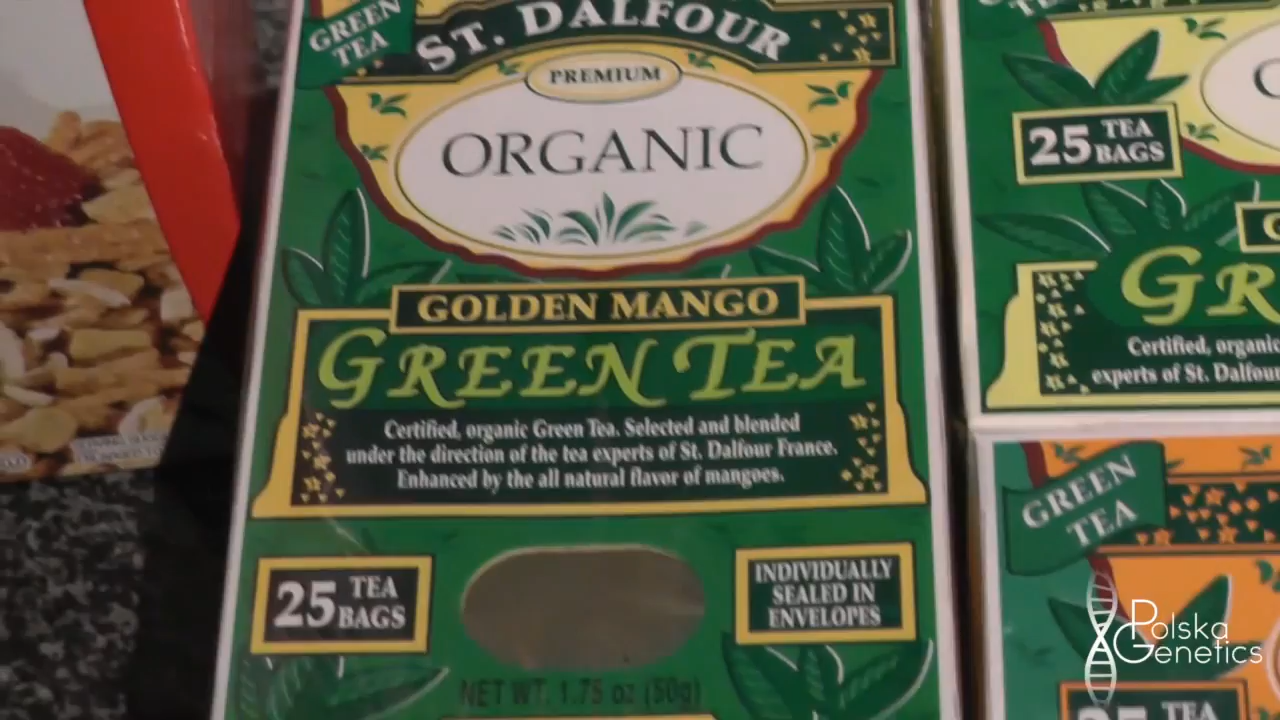 GREEN
TEA
ST. DALFOUR
PREMIUM
ORGANIC
GOLDEN MANGO
GREEN TEA
Certified, organic Green Tea. Selected and blended
under the direction of the tea experts of St. Dalfour France.
Enhanced by the all natural flavor of mangoes.
25 TEA
BAGS
INDIVIDUALLY
SEALED IN
ENVELOPES
NET WT. 1.75 oz (50g)
25 TEA
BAGS
GR
Certified, organic
experts of St. Dalfour
GREEN
TEA
25 TEA
Polska
Genetics